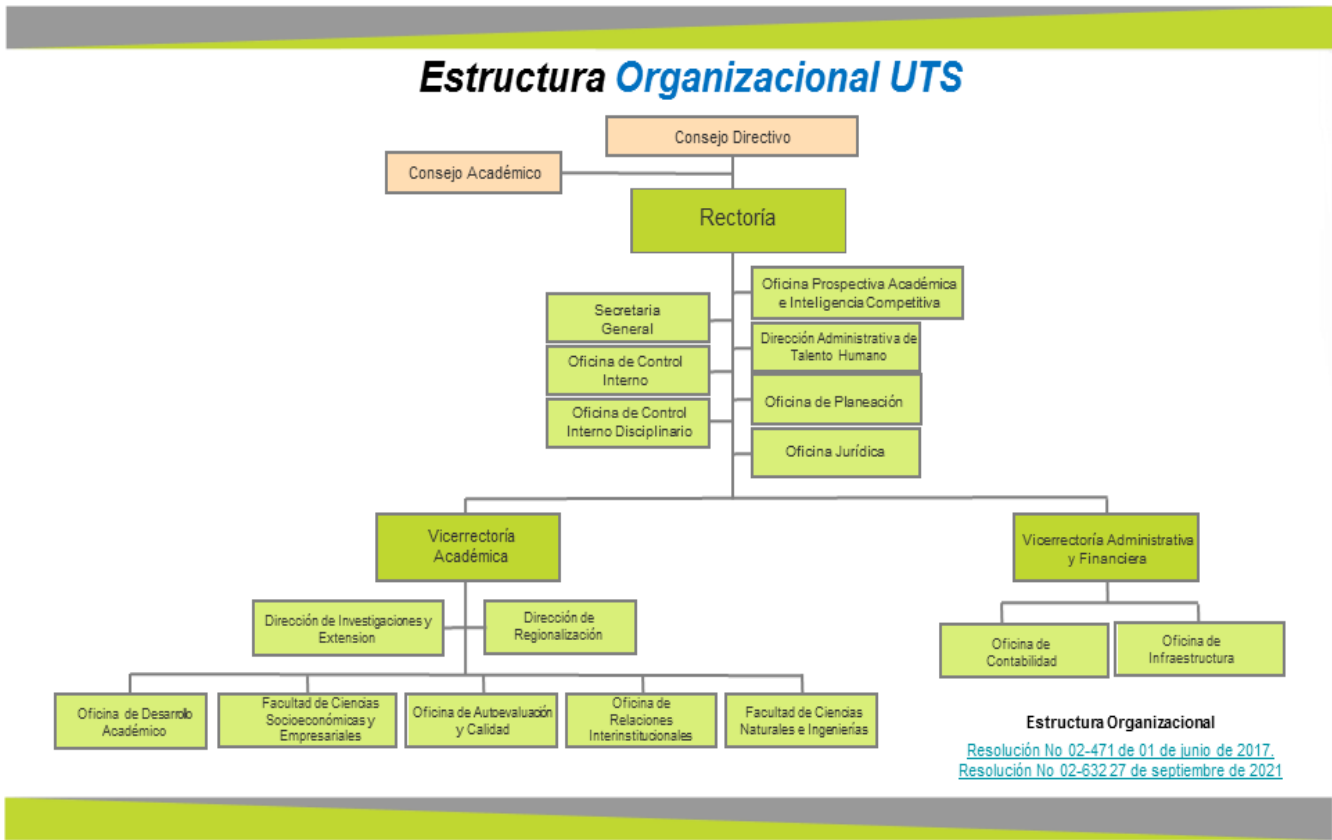 Estructura Organizacional UTS
Consejo Directivo
Consejo Académico
Rectoría
Oficina Prospectiva Académica
e Inteligencia Competitiva
Secretaria
General
Dirección Administrativa de
Talento Humano
Oficina de Control
Interno
Oficina de Planeación
Oficina de Control
Interno Disciplinario
Oficina Jurídica
Vicerrectoría
Académica
Vicerrectoría Administrativa
y Financiera
Dirección de Investigaciones y
Extension
Dirección de
Regionalización
Oficina de
Contabilidad
Oficina de
Infraestructura
Oficina de Desarrollo
Académico
Facultad de Ciencias
Socioeconómicas y
Empresariales
Oficina de Autoevaluación
y Calidad
Oficina de
Relaciones
Interinstitucionales
Facultad de Ciencias
Naturales e Ingenierías
Estructura Organizacional
Resolución No 02-471 de 01 de junio de 2017.
Resolución No 02-632 27 de septiembre de 2021